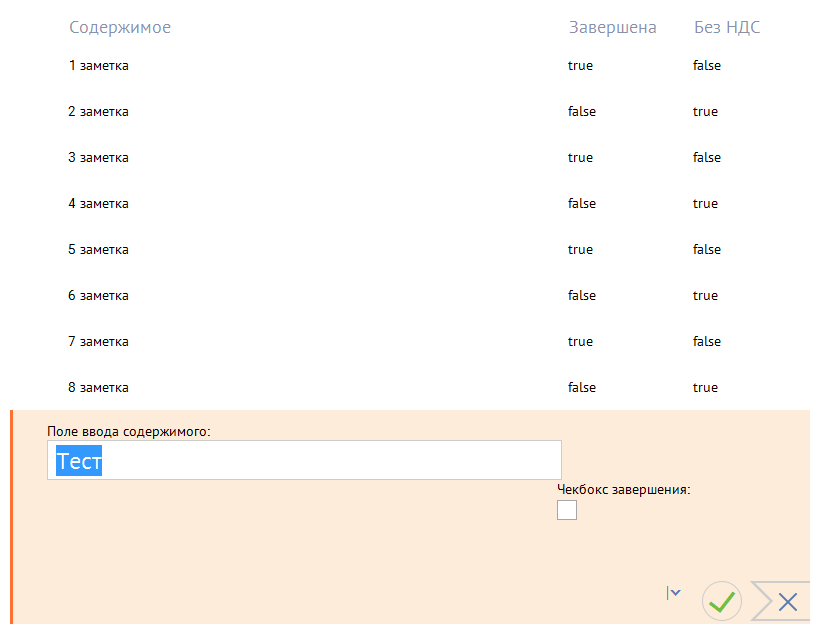 Содержимое Завершена Без НДС
1 заметка true false
2 заметка false true
3 заметка true false
4 заметка false true
5 заметка true false
6 заметка false true
7 заметка true false
8 заметка false true
Поле ввода содержимого:
Тест
Чекбокс завершения: